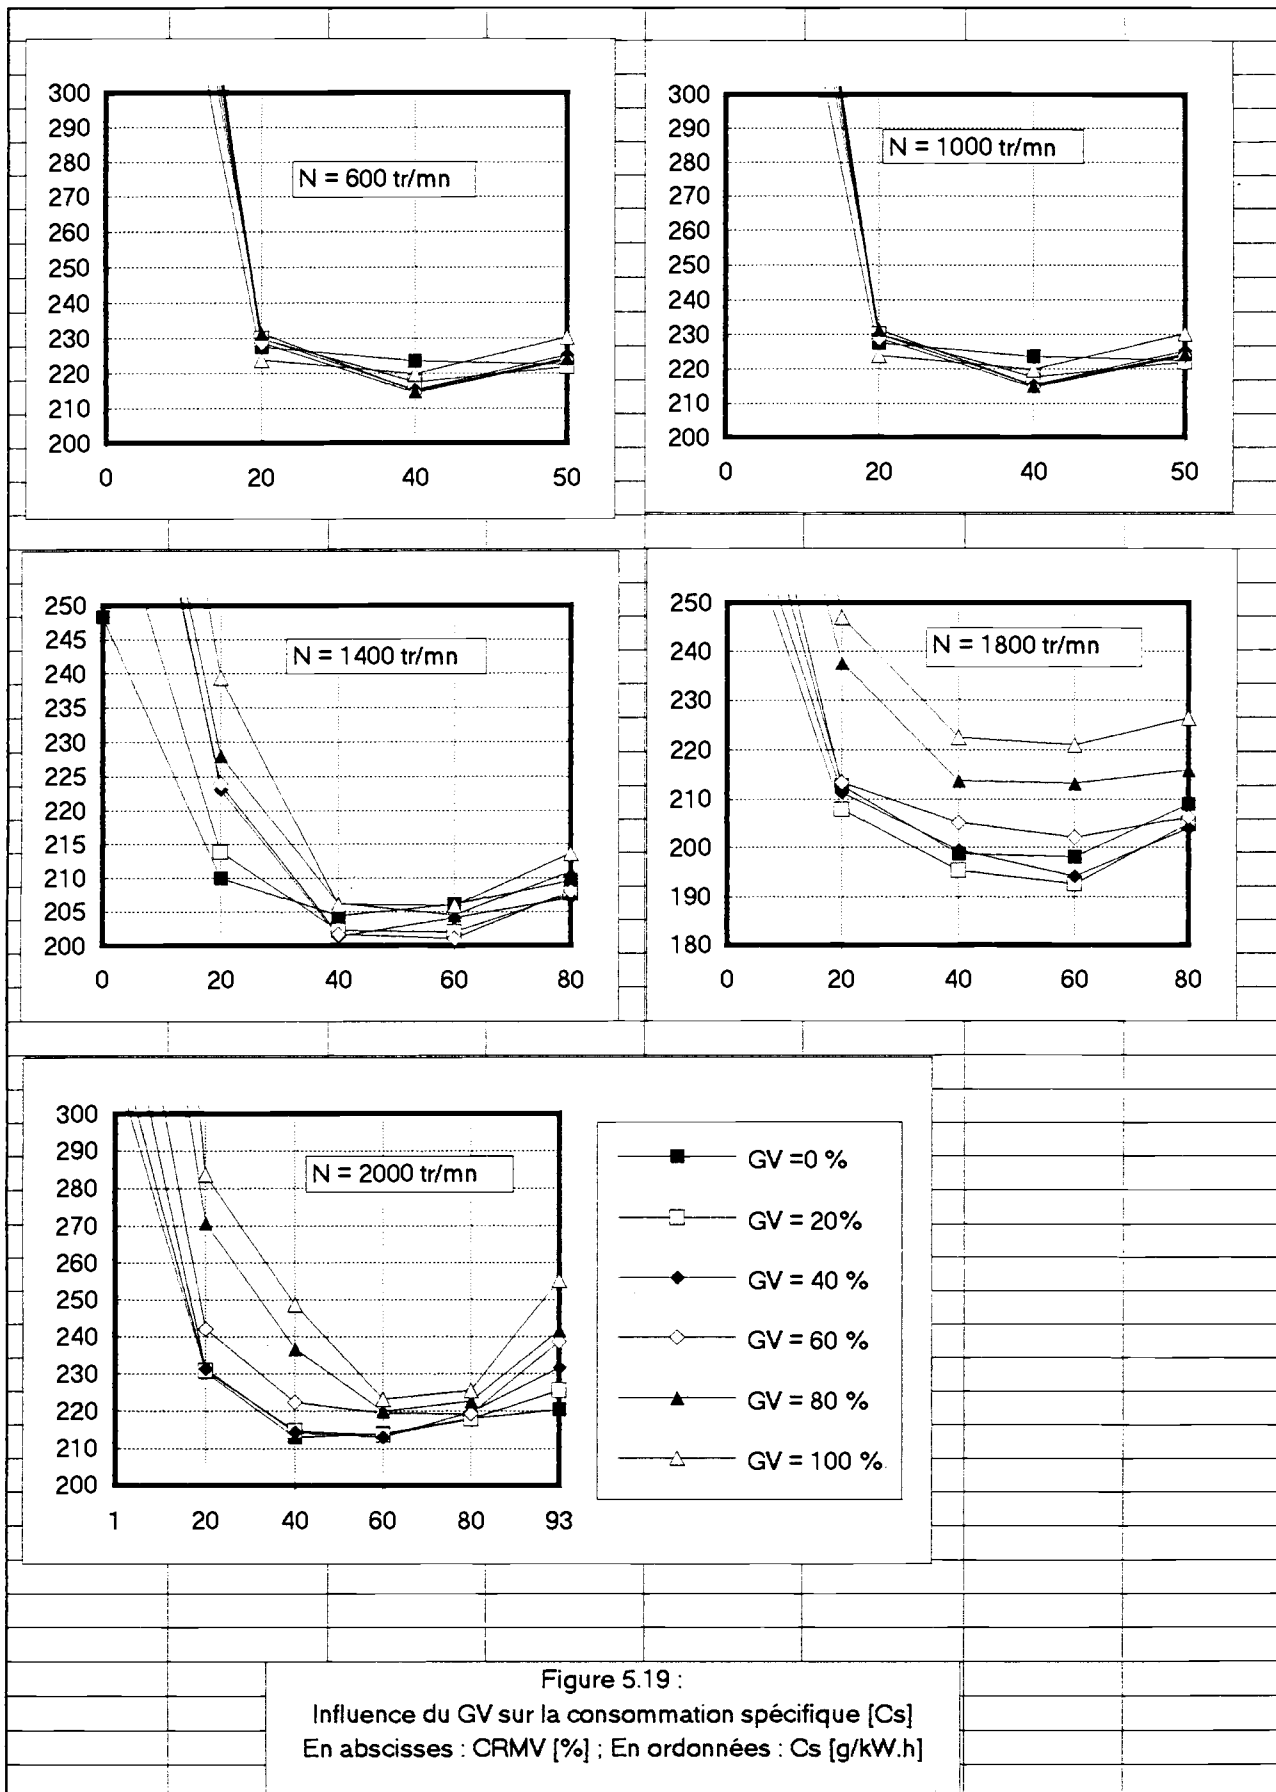 300
290
280
270
260
250
240
230
220
210
200
N = 600 tr/mn
0 20 40 50
300
290
280
270
260
250
240
230
220
210
200
N = 1000 tr/mn
0 20 40 50
250
245
240
235
230
225
220
215
210
205
200
N = 1400 tr/mn
0 20 40 60 80
250
240
230
220
210
200
190
180
N = 1800 tr/mn
0 20 40 60 80
300
290
280
270
260
250
240
230
220
210
200
N = 2000 tr/mn
1 20 40 60 80 93
GV =0 %
GV = 20%
GV = 40 %
GV = 60 %
GV = 80 %
GV = 100 %
Figure 5.19 :
Influence du GV sur la consommation spécifique [Cs]
En abscisses : CRMV [%] ; En ordonnées : Cs [g/kW.h]